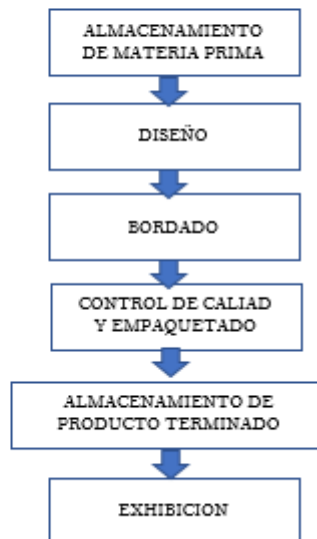 ALMACENAMIENTO
DE MATERIA PRIMA
DISEÑO
BORDADO
CONTROL DE CALIAD
Y EMPAQUETADO
ALMACENAMIENTO DE
PRODUCTO TERMINADO
EXHIBICION